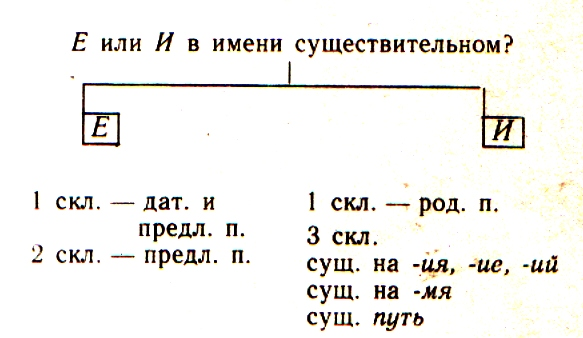 Е или И в имени существительном?
Е
И
1 скл. — дат. и
предл. п.
2 скл. — предл. п.
1 скл. — род. п.
3 скл.
сущ. на -ия, -ие, -ий
сущ. на -мя
сущ. путь